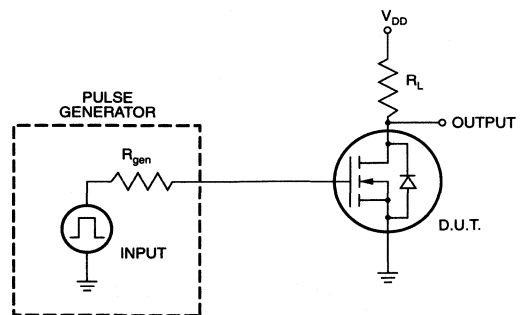 V_DD
R_L
PULSE
GENERATOR
OUTPUT
R_gen
D.U.T.
INPUT